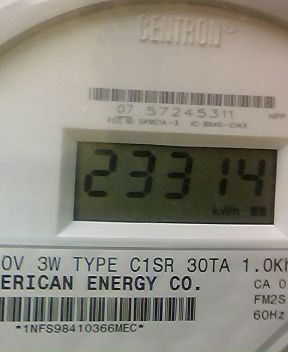 CENTRON
07 57245311
23314
kWh
0V 3W TYPE C1SR 30TA 1.0Kh
ERICAN ENERGY CO.
CA 0
FM2S
60Hz
*1NFS98410366MEC*